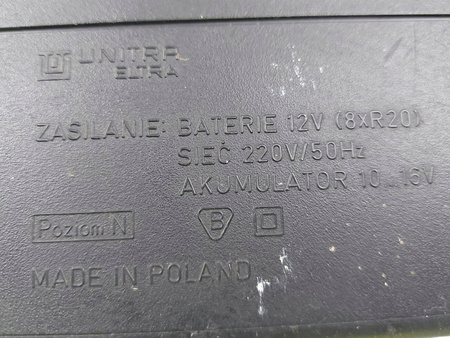 UNITRA
ELTRA
ZASILANIE: BATERIE 12V (8xR20)
SIEĆ 220V/50Hz
AKUMULATOR 10...16V
Poziom N B
MADE IN POLAND